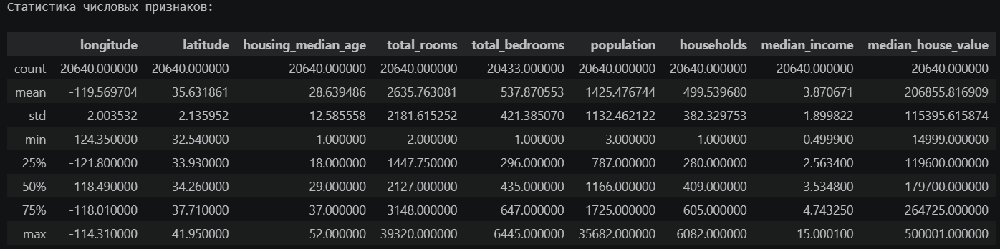 Статистика числовых признаков:
longitude latitude housing_median_age total_rooms total_bedrooms population households median_income median_house_value
count 20640.000000 20640.000000 20640.000000 20640.000000 20433.000000 20640.000000 20640.000000 20640.000000 20640.000000
mean -119.569704 35.631861 28.639486 2635.763081 537.870553 1425.476744 499.539680 3.870671 206855.816909
std 2.003532 2.135952 12.585558 2181.615252 421.385070 1132.462122 382.329753 1.899822 115395.615874
min -124.350000 32.540000 1.000000 2.000000 1.000000 3.000000 1.000000 0.499900 14999.000000
25% -121.800000 33.930000 18.000000 1447.750000 296.000000 787.000000 280.000000 2.563400 119600.000000
50% -118.490000 34.260000 29.000000 2127.000000 435.000000 1166.000000 409.000000 3.534800 179700.000000
75% -118.010000 37.710000 37.000000 3148.000000 647.000000 1725.000000 605.000000 4.743250 264725.000000
max -114.310000 41.950000 52.000000 39320.000000 6445.000000 35682.000000 6082.000000 15.000100 500001.000000